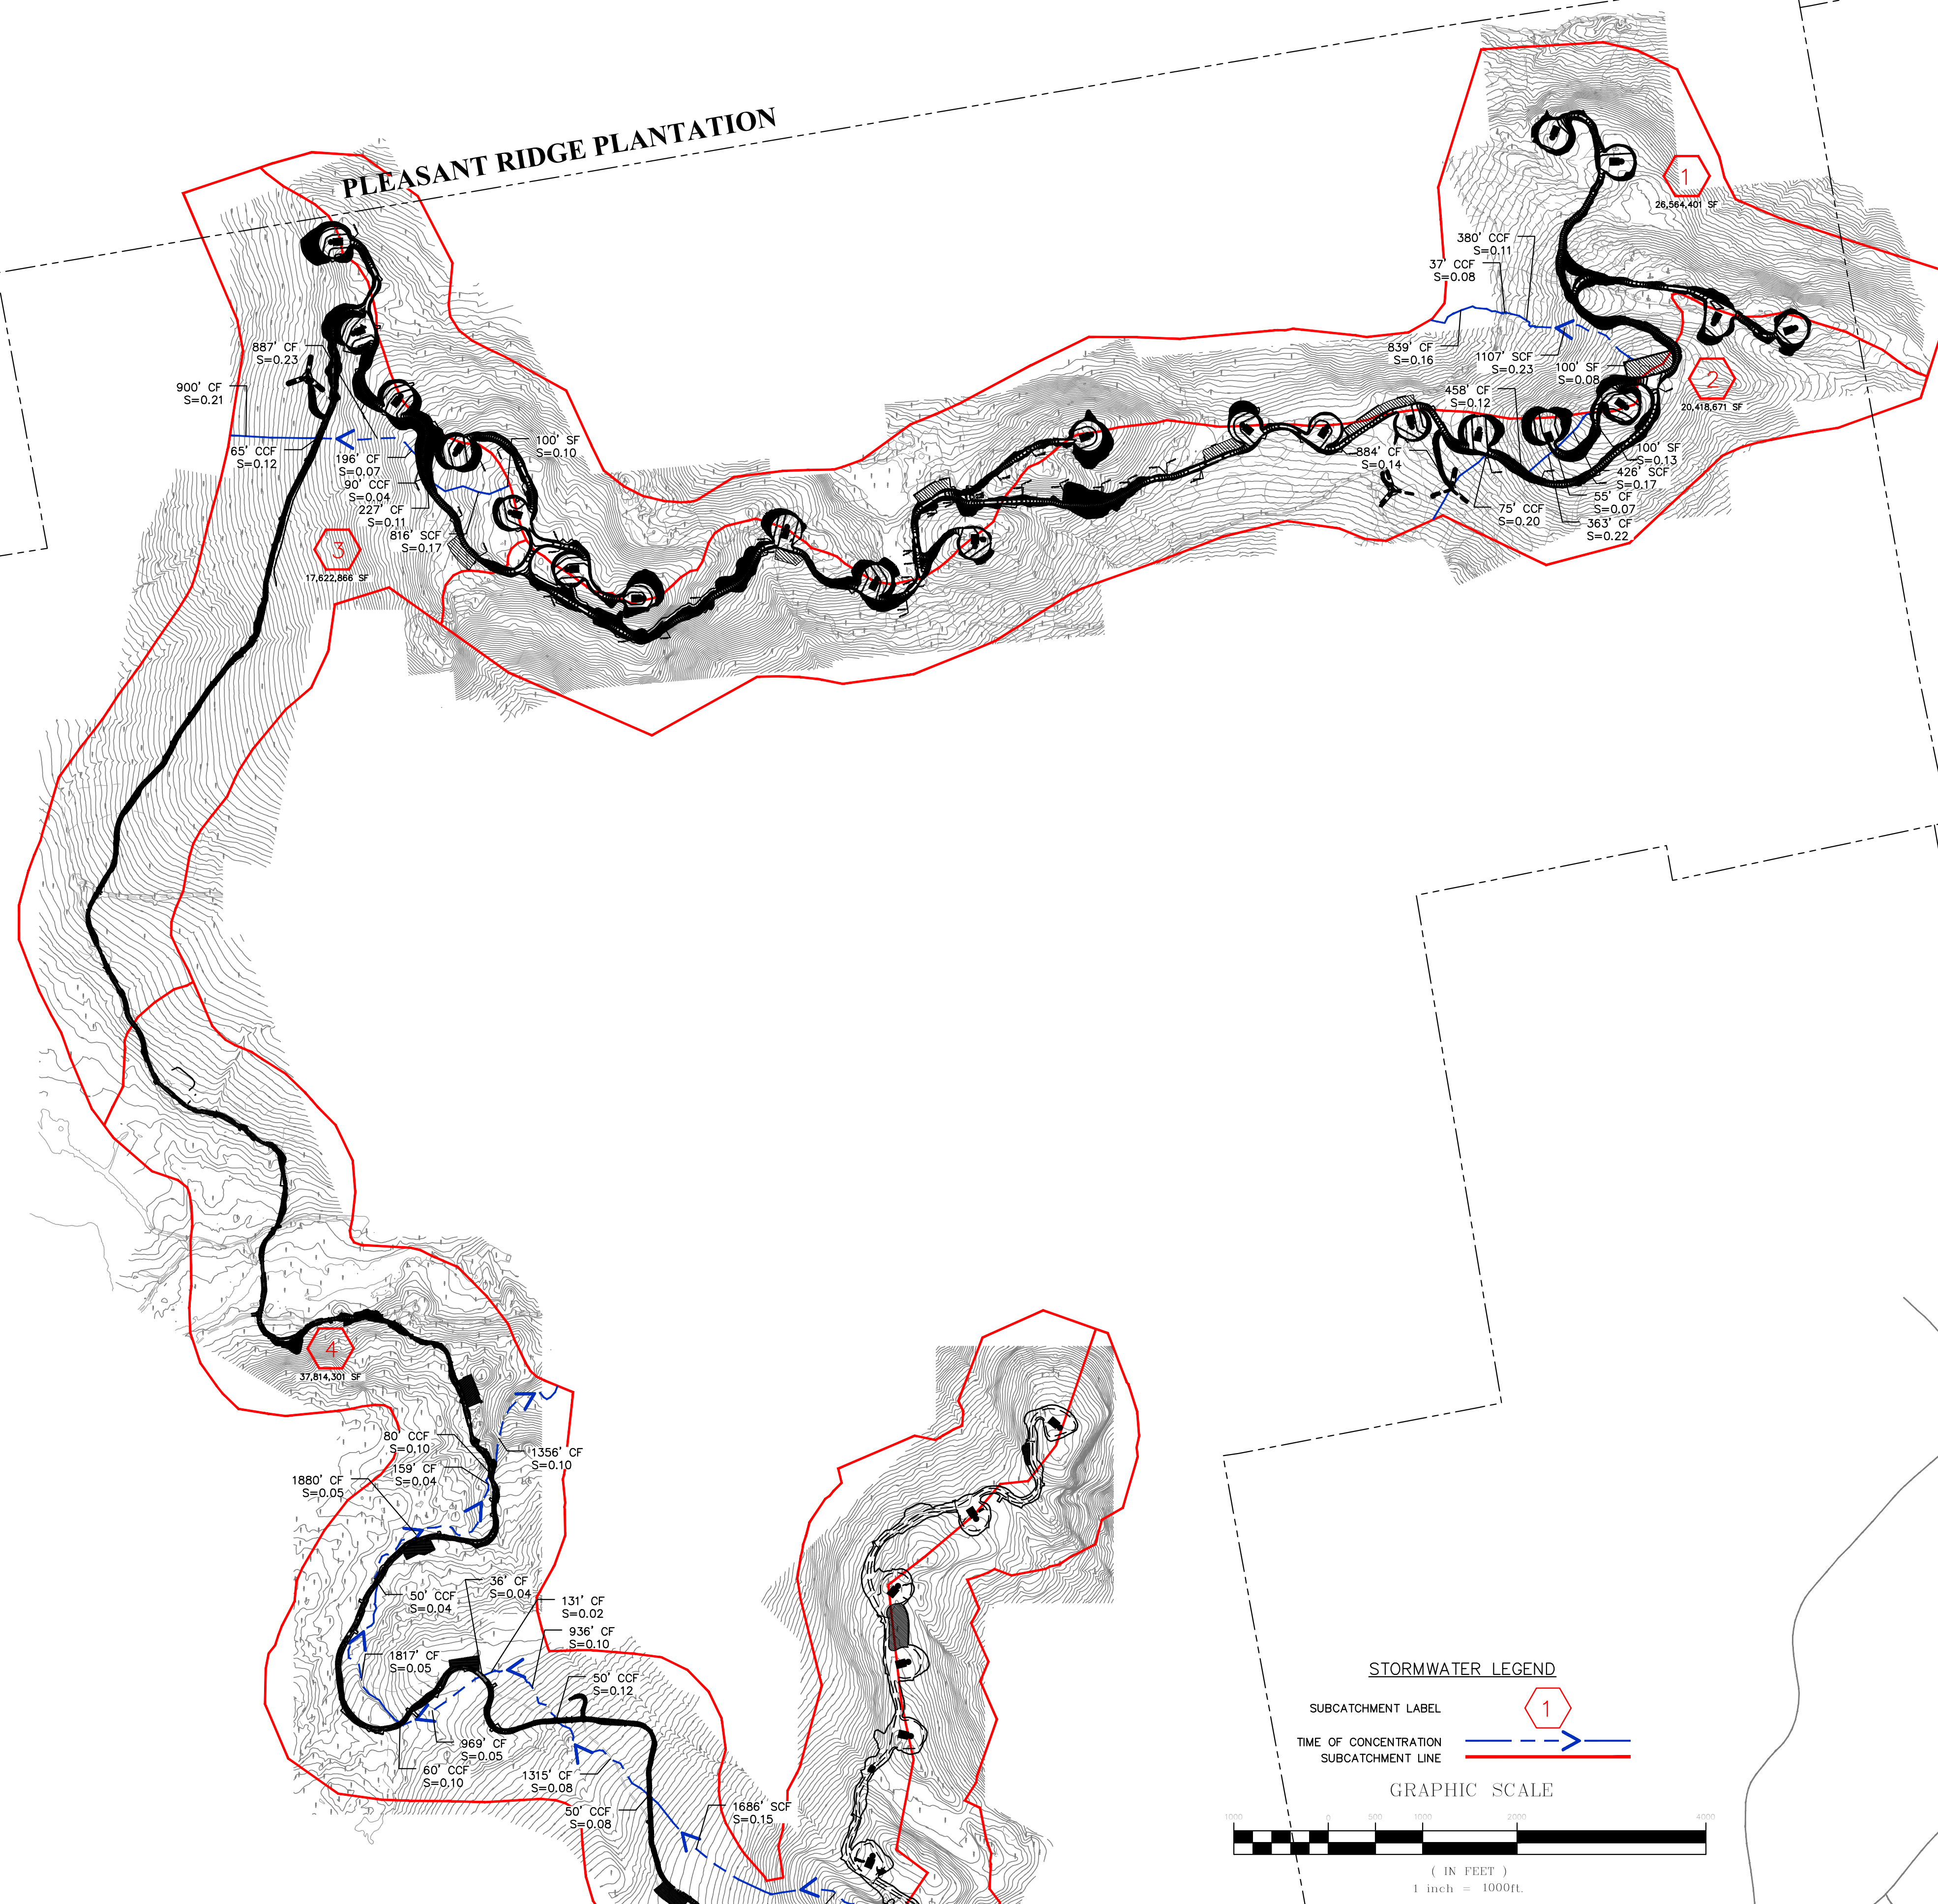 PLEASANT RIDGE PLANTATION
1
26,564,401 SF
380' CCF
S=0.11
37' CCF
S=0.08
839' CF
S=0.16
1107' SCF
S=0.23
100' SF
S=0.08
458' CF
S=0.12
2
20,418,671 SF
884' CF
S=0.14
100' SF
S=0.13
426' SCF
S=0.17
55' CF
S=0.07
75' CCF
S=0.20
363' CF
S=0.22
887' CF
S=0.23
900' CF
S=0.21
65' CCF
S=0.12
196' CF
S=0.07
90' CCF
S=0.04
227' CF
S=0.11
816' SCF
S=0.17
100' SF
S=0.10
3
17,622,866 SF
4
37,814,301 SF
80' CCF
S=0.10
159' CF
S=0.04
1880' CF
S=0.05
1356' CF
S=0.10
50' CCF
S=0.04
36' CF
S=0.04
131' CF
S=0.02
936' CF
S=0.10
1817' CF
S=0.05
50' CCF
S=0.12
969' CF
S=0.05
60' CCF
S=0.10
1315' CF
S=0.08
50' CCF
S=0.08
1686' SCF
S=0.15
STORMWATER LEGEND
SUBCATCHMENT LABEL
1
TIME OF CONCENTRATION
SUBCATCHMENT LINE
GRAPHIC SCALE
1000 0 500 1000 2000 4000
( IN FEET )
1 inch = 1000ft.